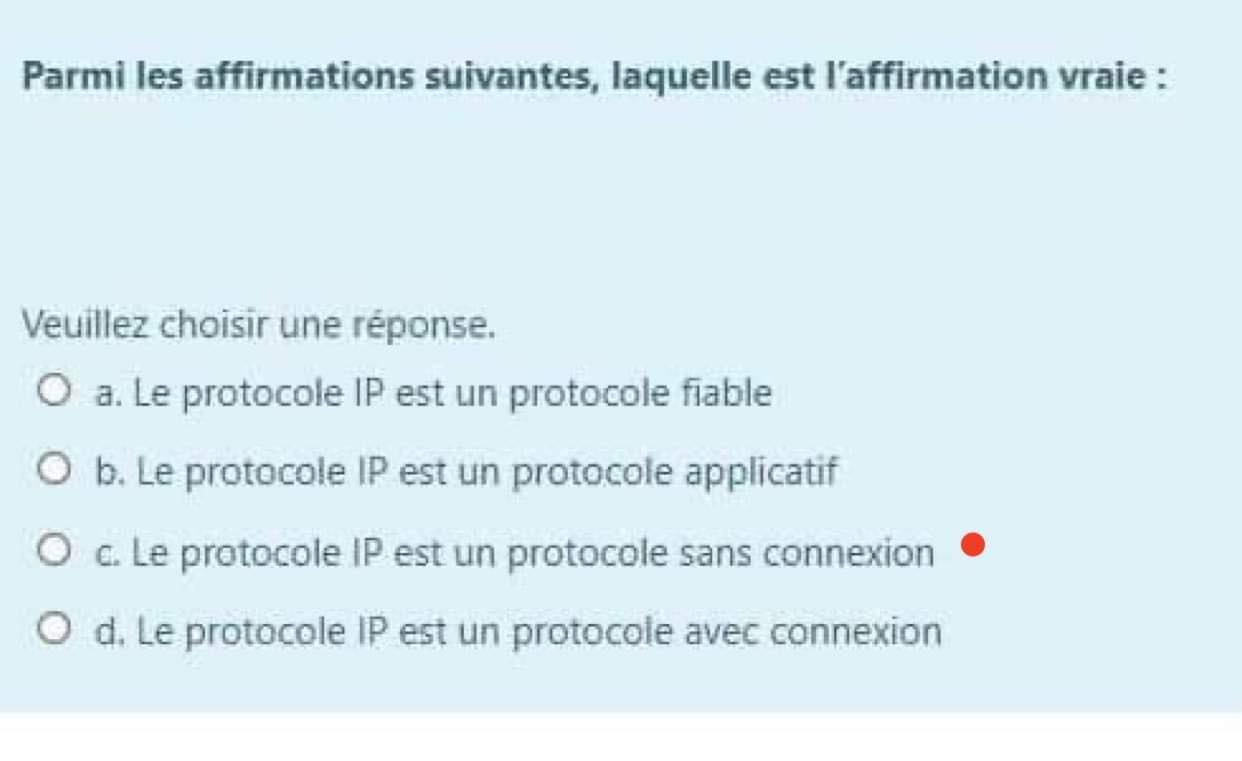 Parmi les affirmations suivantes, laquelle est l'affirmation vraie :
Veuillez choisir une réponse.
a. Le protocole IP est un protocole fiable
b. Le protocole IP est un protocole applicatif
c. Le protocole IP est un protocole sans connexion
d. Le protocole IP est un protocole avec connexion